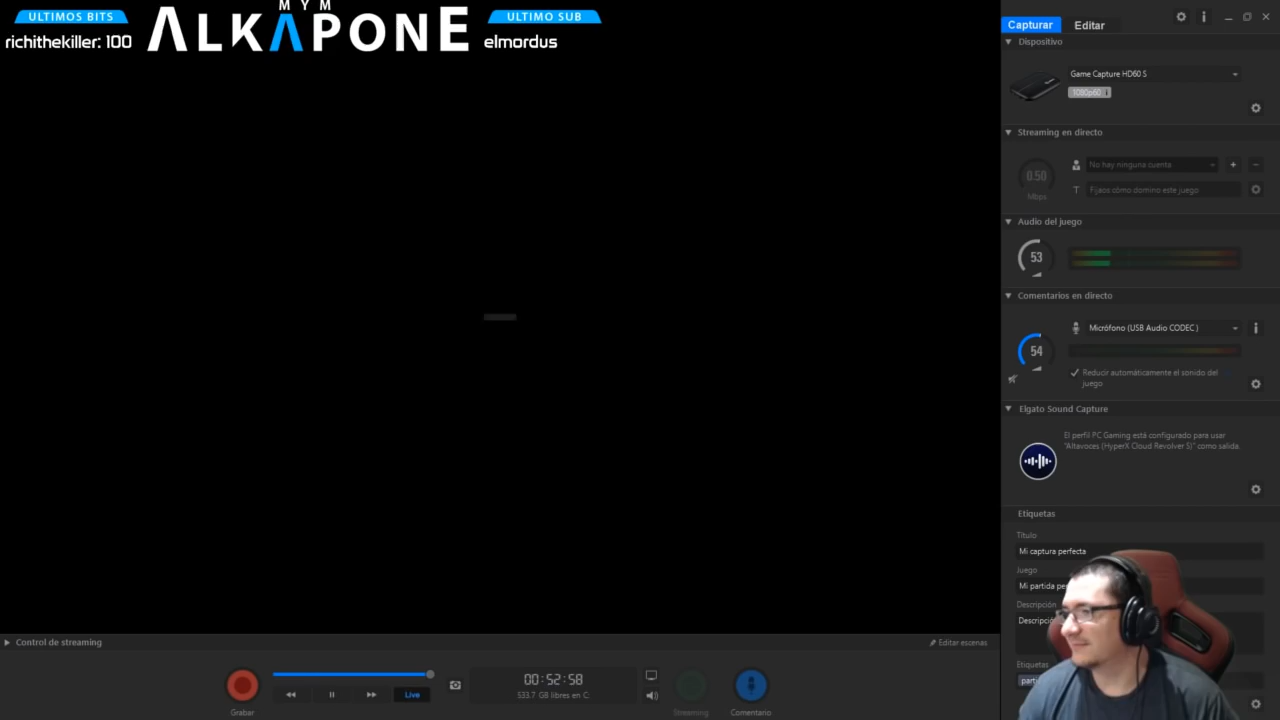 ULTIMOS BITS
richithekiller: 100
MYM
ALKAPONE
ULTIMO SUB
elmordus
Capturar
Editar
Dispositivo
Game Capture HD60 S
1080p60
Streaming en directo
0.50
Mbps
No hay ninguna cuenta
Fijaos cómo domino este juego
Audio del juego
53
Comentarios en directo
Micrófono (USB Audio CODEC )
54
Reducir automáticamente el sonido del
juego
Elgato Sound Capture
El perfil PC Gaming está configurado para usar
"Altavoces (HyperX Cloud Revolver S)" como salida.
Etiquetas
Título
Mi captura perfecta
Juego
Mi partida
Descripción
Etiquetas
Control de streaming
Editar escenas
Grabar
Live
00:52:58
533.7 GB libres en C:
Streaming
Comentario